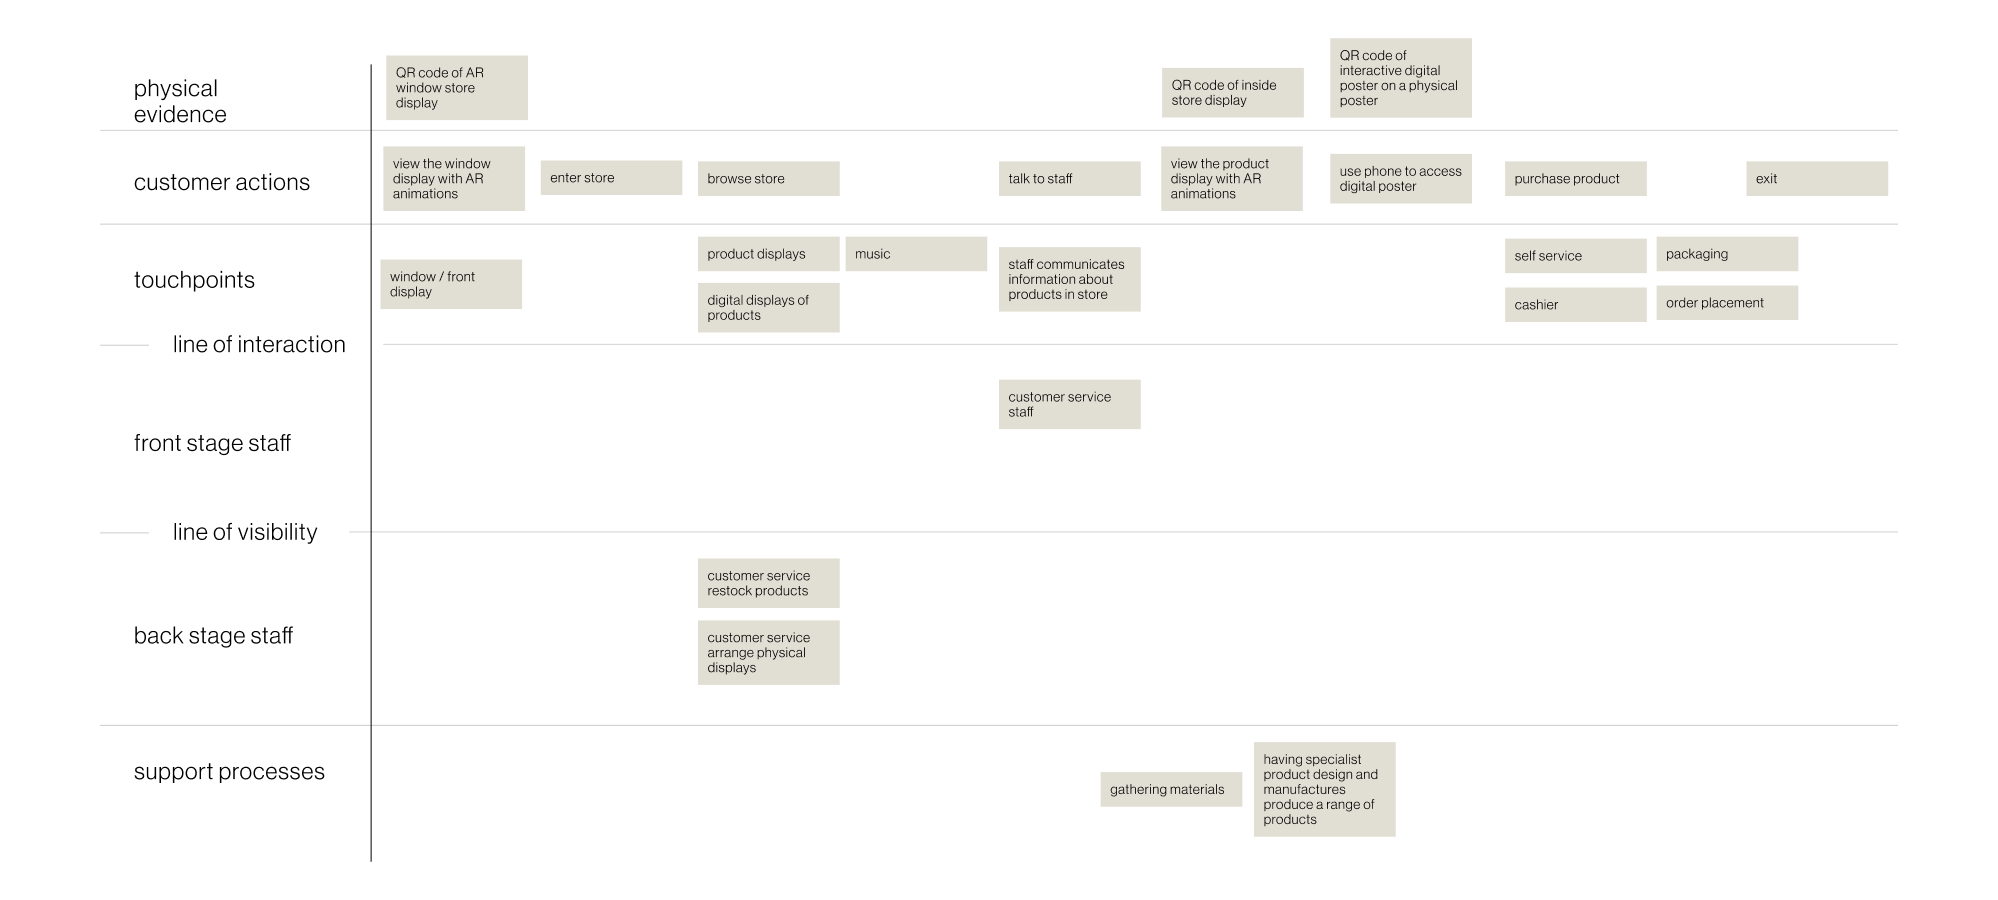 physical
evidence
QR code of AR
window store
display
QR code of inside
store display
QR code of
interactive digital
poster on a physical
poster
customer actions
view the window
display with AR
animations
enter store
browse store
talk to staff
view the product
display with AR
animations
use phone to access
digital poster
purchase product
exit
touchpoints
window / front
display
product displays
music
digital displays of
products
staff communicates
information about
products in store
self service
packaging
cashier
order placement
line of interaction
front stage staff
customer service
staff
line of visibility
back stage staff
customer service
restock products
customer service
arrange physical
displays
support processes
gathering materials
having specialist
product design and
manufactures
produce a range of
products